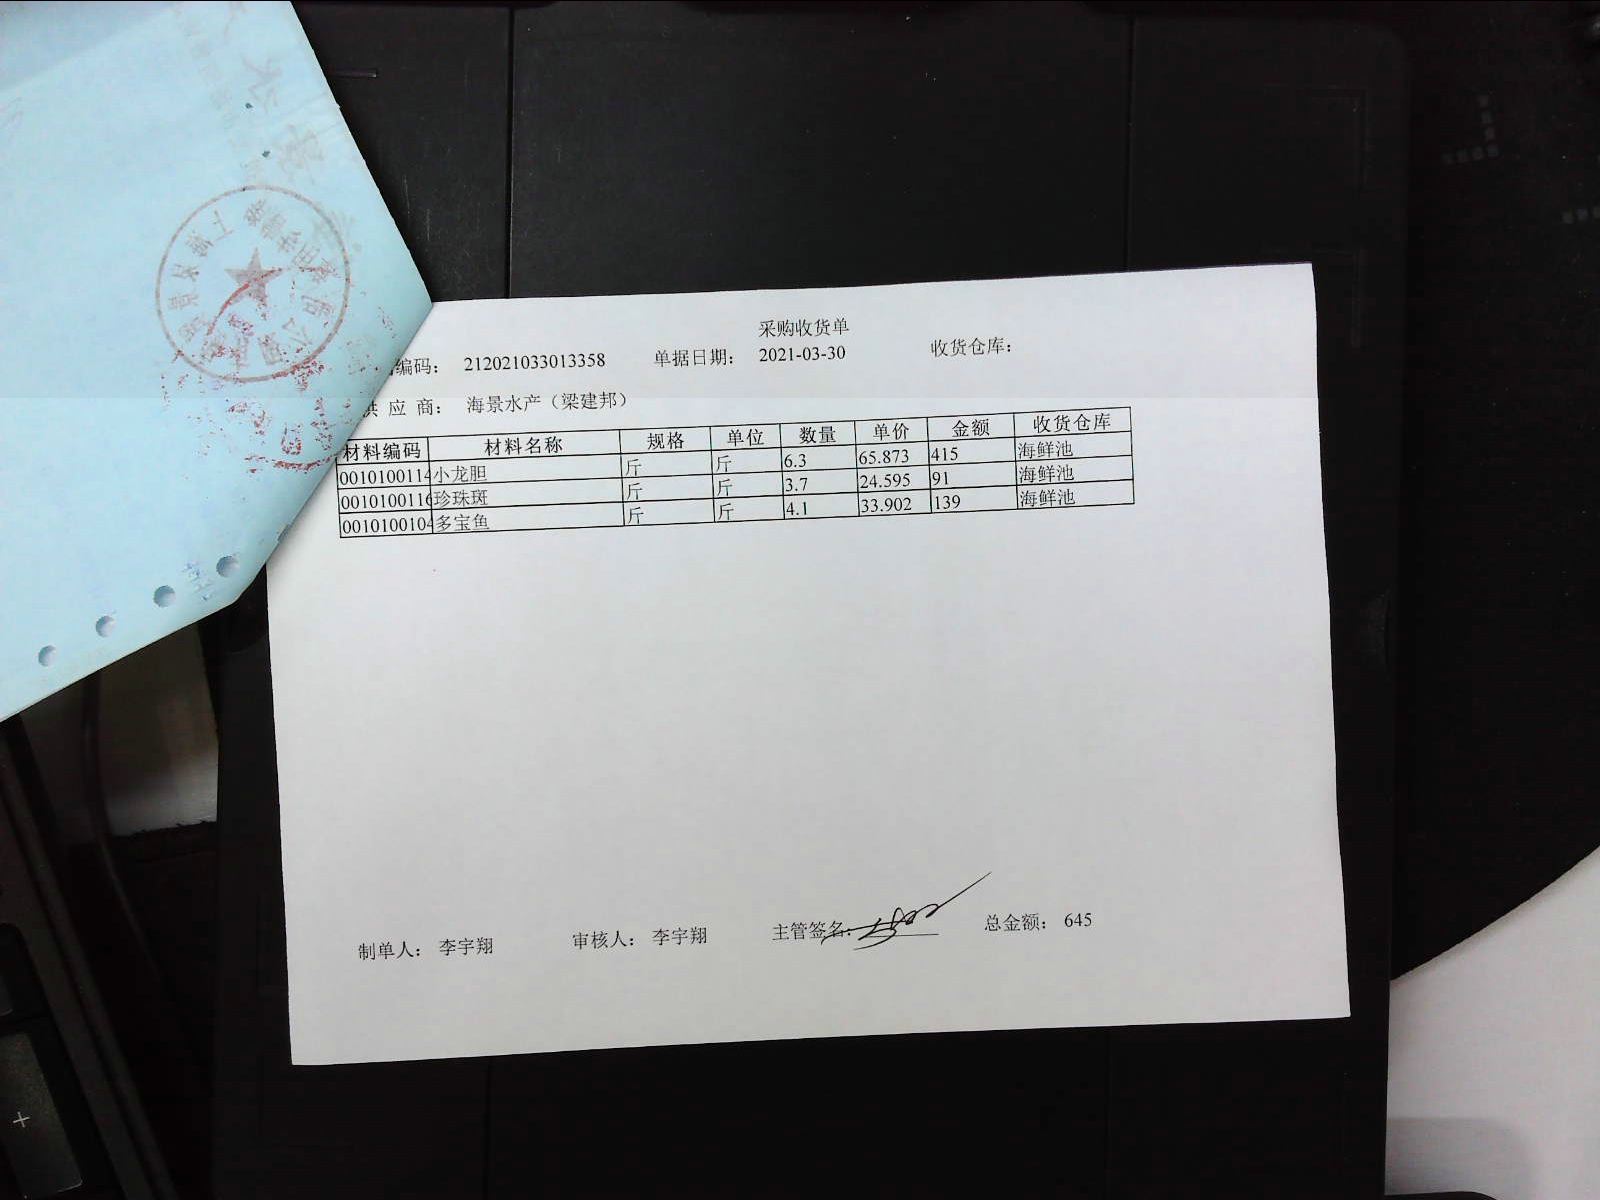 采购收货单
编码： 212021033013358 单据日期： 2021-03-30 收货仓库：
供 应 商： 海景水产（梁建邦）
材料编码 材料名称 规格 单位 数量 单价 金额 收货仓库
0010100114 小龙胆 斤 斤 6.3 65.873 415 海鲜池
0010100116 珍珠斑 斤 斤 3.7 24.595 91 海鲜池
0010100104 多宝鱼 斤 斤 4.1 33.902 139 海鲜池
制单人： 李宇翔 审核人： 李宇翔 主管签名： 总金额： 645